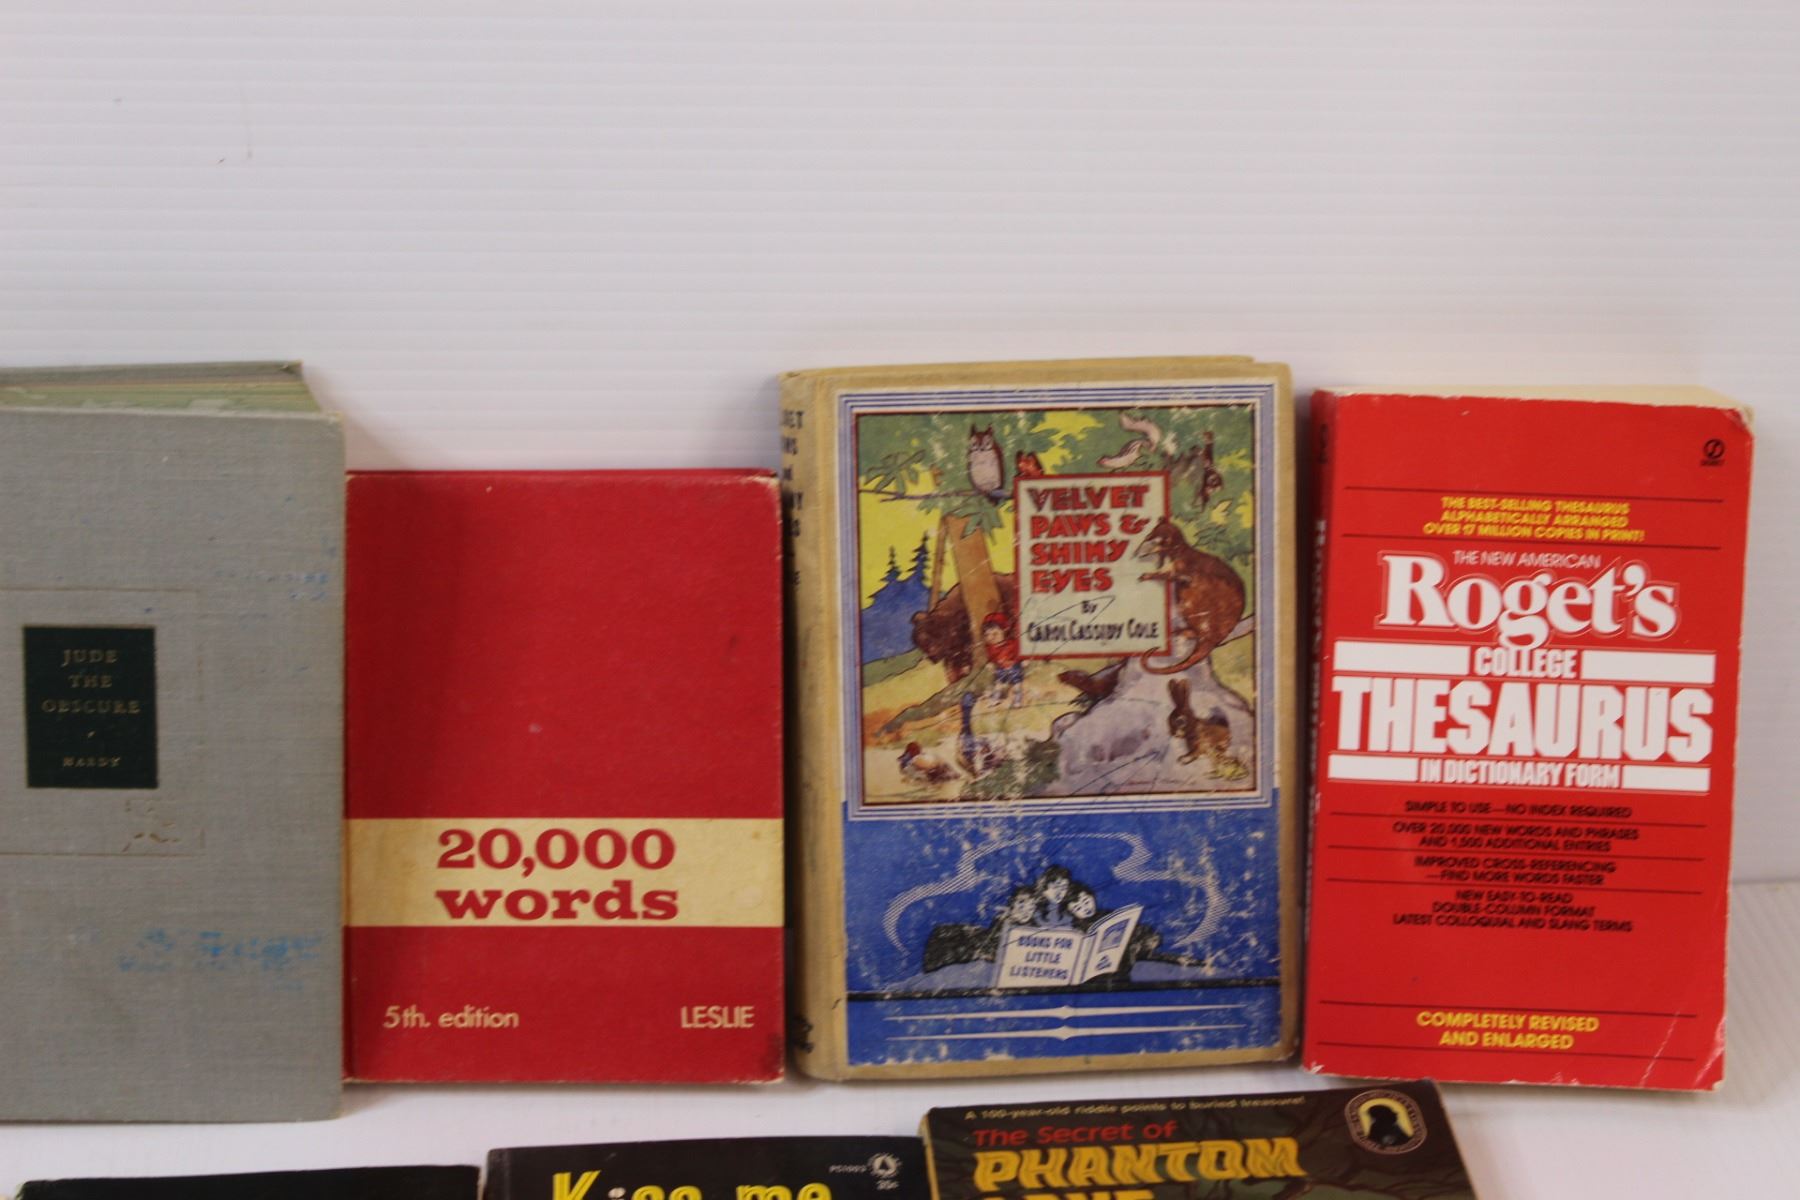 JUDE
THE
OBSCURE
HARDY
20,000
words
5th. edition
LESLIE
VELVET
PAWS &
SHINY
EYES
By
CAROL CASSIDY COLE
BOOKS FOR
LITTLE
LISTENERS
SIGNET
THE BEST-SELLING THESAURUS
ALPHABETICALLY ARRANGED
OVER 17 MILLION COPIES IN PRINT!
THE NEW AMERICAN
Roget's
COLLEGE
THESAURUS
IN DICTIONARY FORM
SIMPLE TO USE—NO INDEX REQUIRED
OVER 20,000 NEW WORDS AND PHRASES
AND 1,500 ADDITIONAL ENTRIES
IMPROVED CROSS-REFERENCING
—FIND MORE WORDS FASTER
NEW EASY-TO-READ
DOUBLE-COLUMN FORMAT
LATEST COLLOQUIAL AND SLANG TERMS
COMPLETELY REVISED
AND ENLARGED
Kiss me
35¢
A 100-year-old riddle points to buried treasure!
The Secret of
PHANTOM